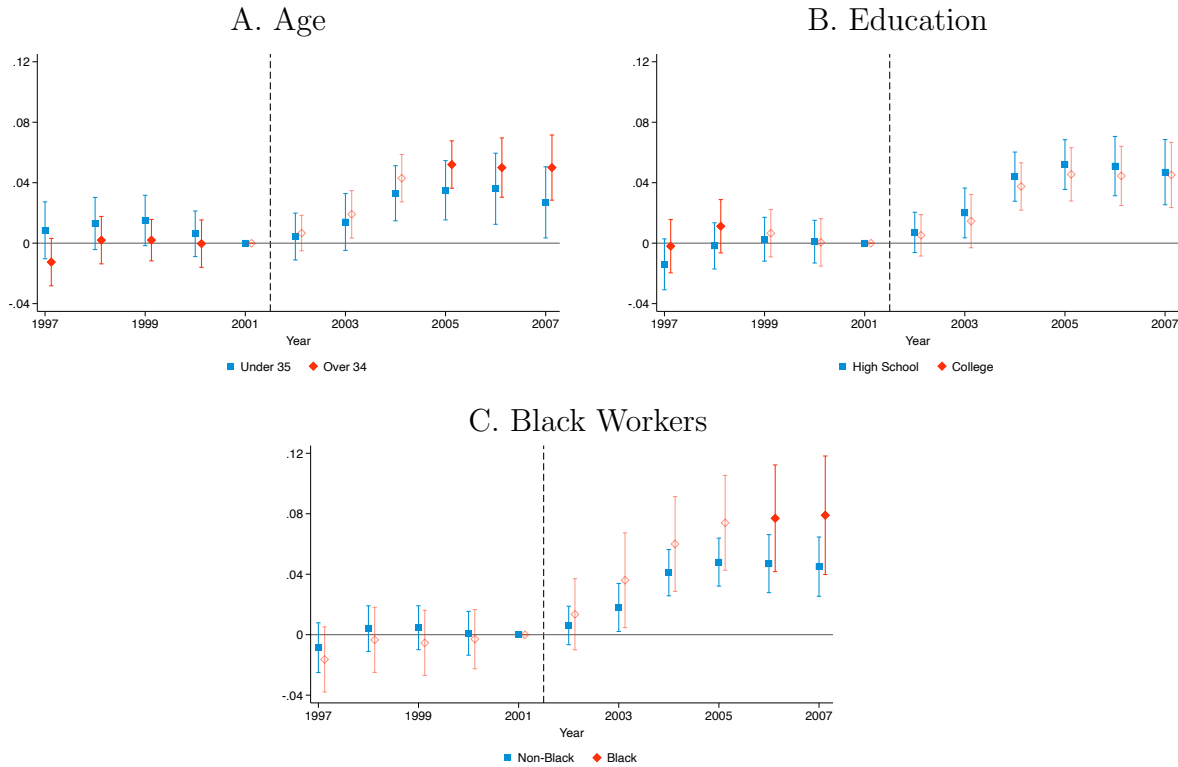 A. Age
.12
.08
.04
0
-.04
1997 1999 2001 2003 2005 2007
Year
Under 35 Over 34
B. Education
.12
.08
.04
0
-.04
1997 1999 2001 2003 2005 2007
Year
High School College
C. Black Workers
.12
.08
.04
0
-.04
1997 1999 2001 2003 2005 2007
Year
Non-Black Black